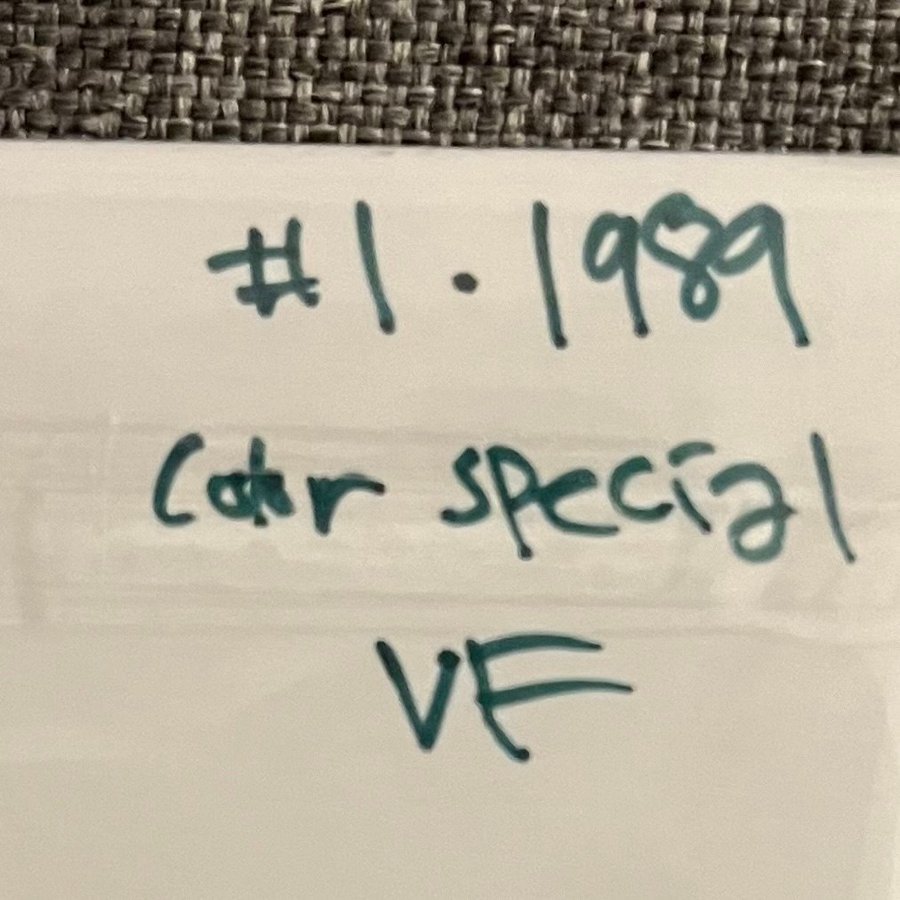 #1 · 1989
Color special
VF